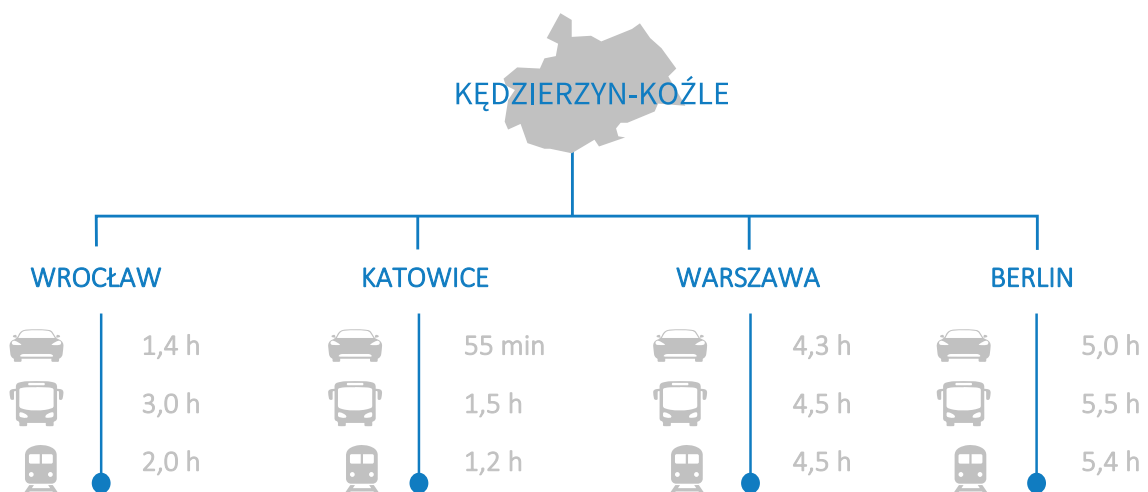 KĘDZIERZYN-KOŹLE
WROCŁAW KATOWICE WARSZAWA BERLIN
1,4 h 55 min 4,3 h 5,0 h
3,0 h 1,5 h 4,5 h 5,5 h
2,0 h 1,2 h 4,5 h 5,4 h